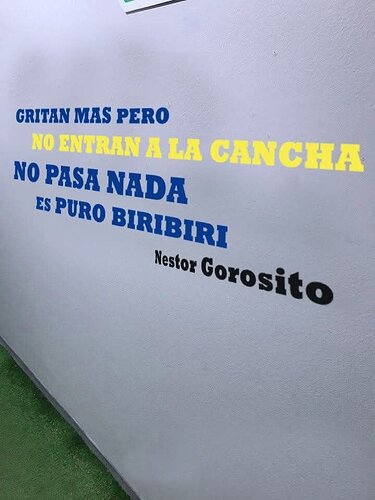 GRITAN MAS PERO
NO ENTRAN A LA CANCHA
NO PASA NADA
ES PURO BIRIBIRI
Nestor Gorosito